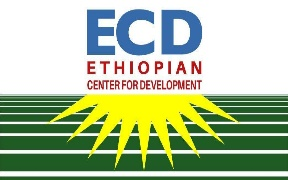 ECD
ETHIOPIAN
CENTER FOR DEVELOPMENT